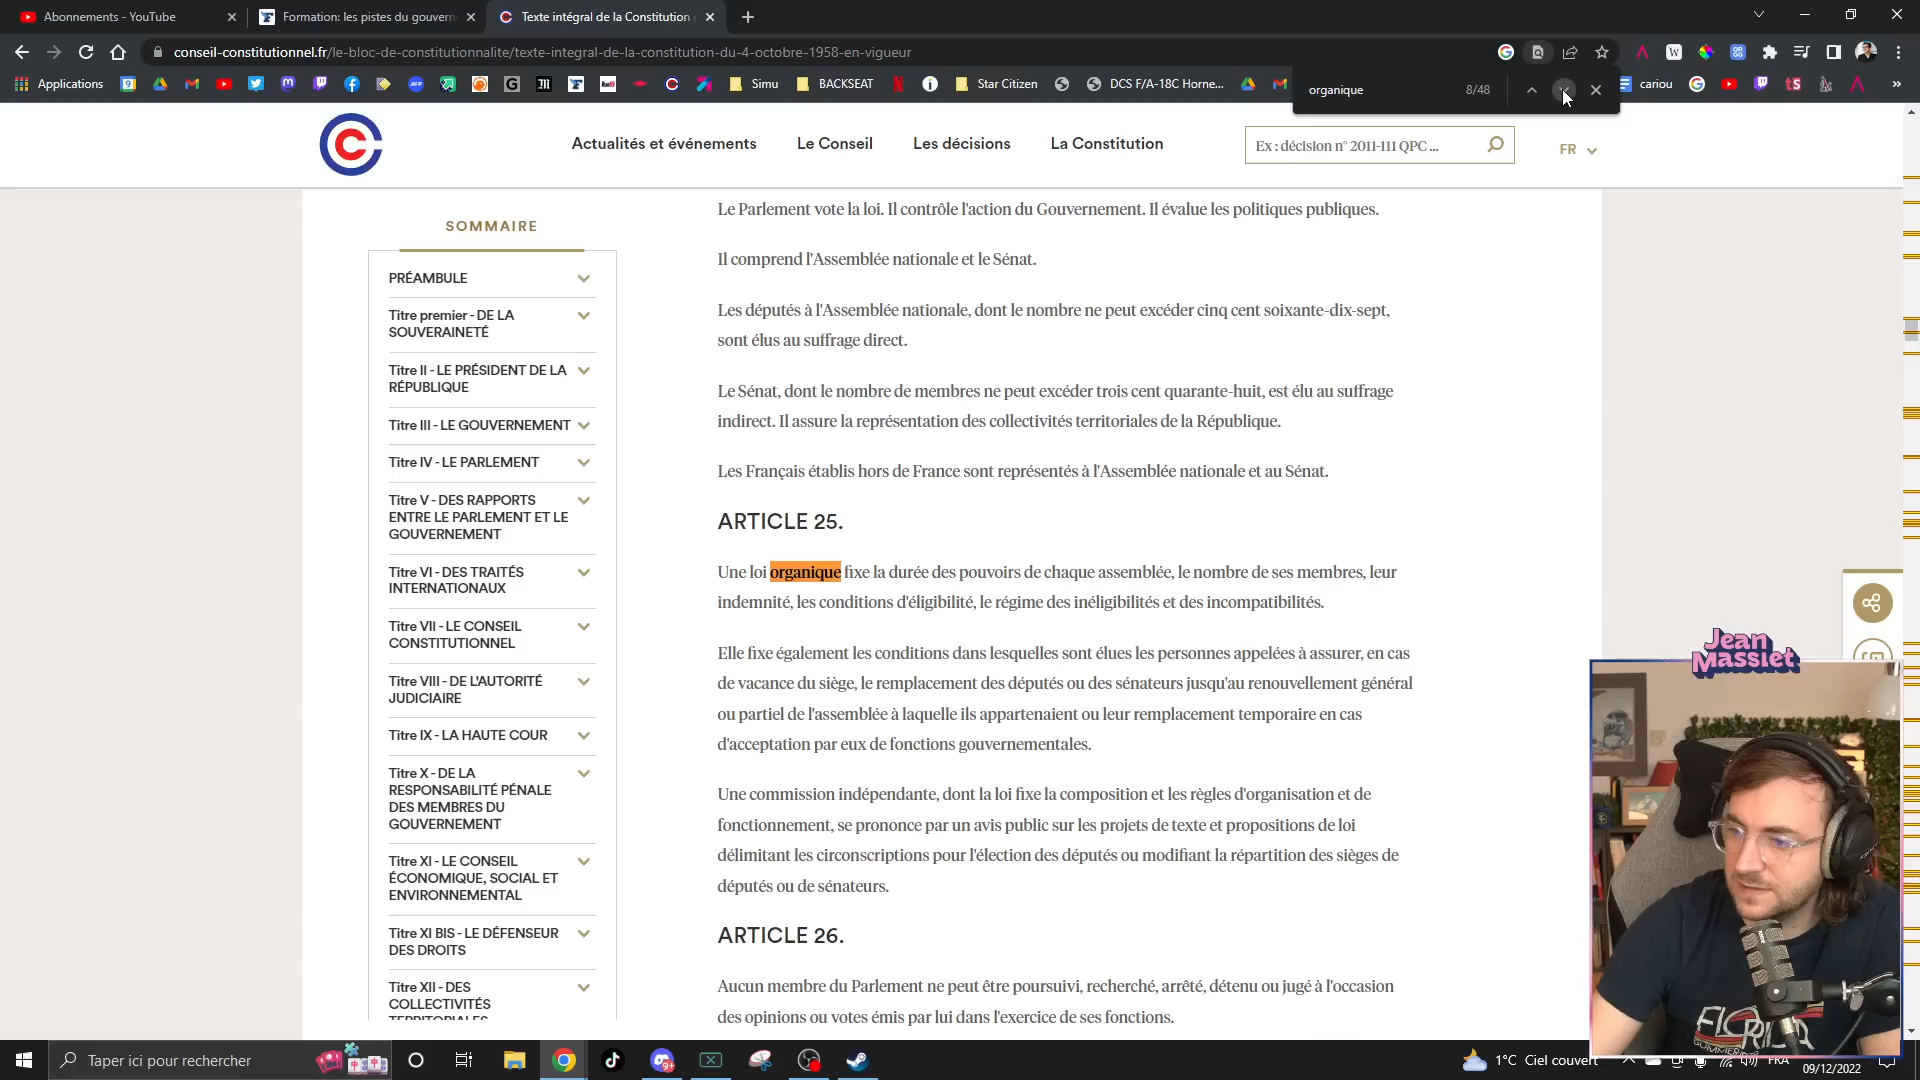 Abonnements - YouTube
Formation: les pistes du gouvern
Texte intégral de la Constitution
conseil-constitutionnel.fr/le-bloc-de-constitutionnalite/texte-integral-de-la-constitution-du-4-octobre-1958-en-vigueur
Applications
Simu
BACKSEAT
Star Citizen
DCS F/A-18C Horne...
cariou
organique
8/48
Actualités et événements
Le Conseil
Les décisions
La Constitution
Ex : décision n° 2011-111 QPC ...
FR
SOMMAIRE
PRÉAMBULE
Titre premier - DE LA
SOUVERAINETÉ
Titre II - LE PRÉSIDENT DE LA
RÉPUBLIQUE
Titre III - LE GOUVERNEMENT
Titre IV - LE PARLEMENT
Titre V - DES RAPPORTS
ENTRE LE PARLEMENT ET LE
GOUVERNEMENT
Titre VI - DES TRAITÉS
INTERNATIONAUX
Titre VII - LE CONSEIL
CONSTITUTIONNEL
Titre VIII - DE L'AUTORITÉ
JUDICIAIRE
Titre IX - LA HAUTE COUR
Titre X - DE LA
RESPONSABILITÉ PÉNALE
DES MEMBRES DU
GOUVERNEMENT
Titre XI - LE CONSEIL
ÉCONOMIQUE, SOCIAL ET
ENVIRONNEMENTAL
Titre XI BIS - LE DÉFENSEUR
DES DROITS
Titre XII - DES
COLLECTIVITÉS
TERRITORIALES
Le Parlement vote la loi. Il contrôle l'action du Gouvernement. Il évalue les politiques publiques.
Il comprend l'Assemblée nationale et le Sénat.
Les députés à l'Assemblée nationale, dont le nombre ne peut excéder cinq cent soixante-dix-sept,
sont élus au suffrage direct.
Le Sénat, dont le nombre de membres ne peut excéder trois cent quarante-huit, est élu au suffrage
indirect. Il assure la représentation des collectivités territoriales de la République.
Les Français établis hors de France sont représentés à l'Assemblée nationale et au Sénat.
ARTICLE 25.
Une loi organique fixe la durée des pouvoirs de chaque assemblée, le nombre de ses membres, leur
indemnité, les conditions d'éligibilité, le régime des inéligibilités et des incompatibilités.
Elle fixe également les conditions dans lesquelles sont élues les personnes appelées à assurer, en cas
de vacance du siège, le remplacement des députés ou des sénateurs jusqu'au renouvellement général
ou partiel de l'assemblée à laquelle ils appartenaient ou leur remplacement temporaire en cas
d'acceptation par eux de fonctions gouvernementales.
Une commission indépendante, dont la loi fixe la composition et les règles d'organisation et de
fonctionnement, se prononce par un avis public sur les projets de texte et propositions de loi
délimitant les circonscriptions pour l'élection des députés ou modifiant la répartition des sièges de
députés ou de sénateurs.
ARTICLE 26.
Aucun membre du Parlement ne peut être poursuivi, recherché, arrêté, détenu ou jugé à l'occasion
des opinions ou votes émis par lui dans l'exercice de ses fonctions.
Jean
Massiet
Taper ici pour rechercher
1°C Ciel couvert
FRA
09/12/2022